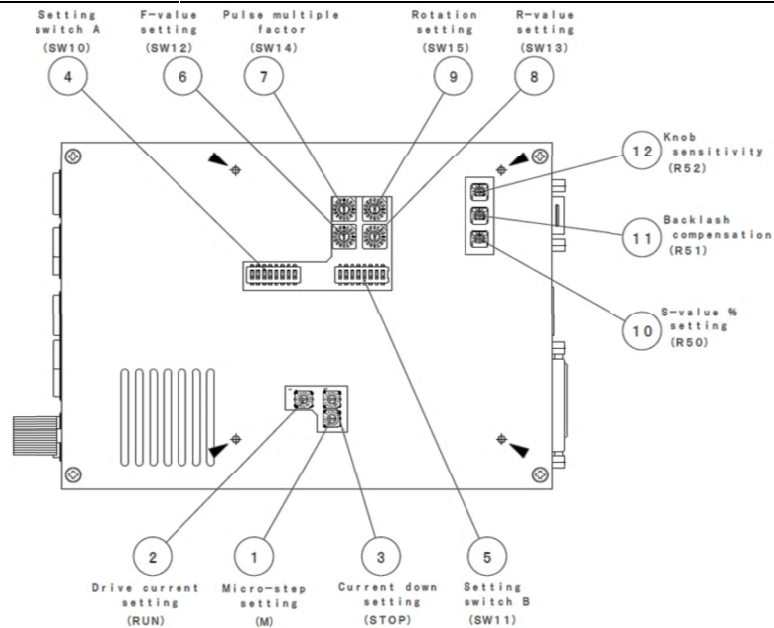 Setting
switch A
(SW10)
4
F-value
setting
(SW12)
6
Pulse multiple
factor
(SW14)
7
Rotation
setting
(SW15)
9
R-value
setting
(SW13)
8
12
Knob
sensitivity
(R52)
11
Backlash
compensation
(R51)
10
S-value %
setting
(R50)
2
Drive current
setting
(RUN)
1
Micro-step
setting
(M)
3
Current down
setting
(STOP)
5
Setting
switch B
(SW11)